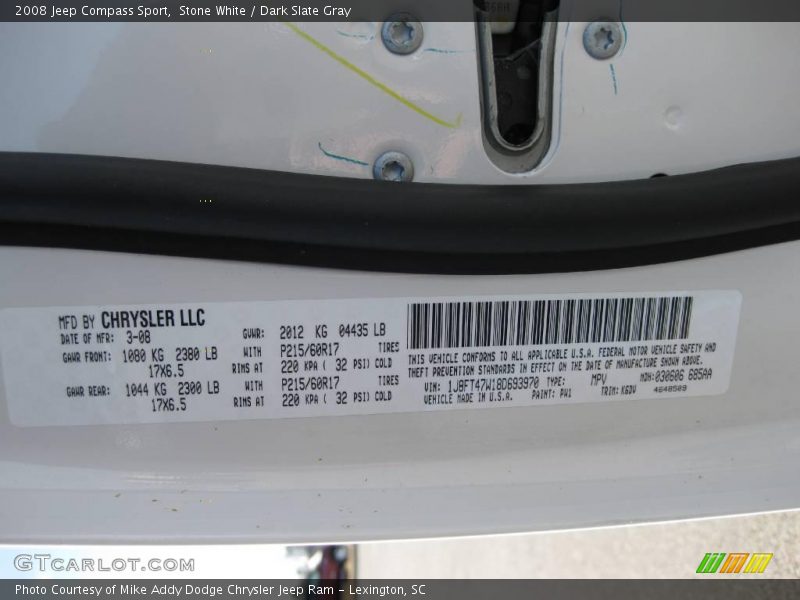 2008 Jeep Compass Sport,  Stone White / Dark Slate Gray
MFD BY CHRYSLER LLC
DATE OF MFR: 3-08
GVWR: 2012 KG 04435 LB
GAWR FRONT: 1080 KG 2380 LB WITH P215/60R17 TIRES
17X6.5 RIMS AT 220 KPA ( 32 PSI) COLD
GAWR REAR: 1044 KG 2300 LB WITH P215/60R17 TIRES
17X6.5 RIMS AT 220 KPA ( 32 PSI) COLD
THIS VEHICLE CONFORMS TO ALL APPLICABLE U.S.A. FEDERAL MOTOR VEHICLE SAFETY AND
THEFT PREVENTION STANDARDS IN EFFECT ON THE DATE OF MANUFACTURE SHOWN ABOVE.
VIN: 1J8FT47W18D693970 TYPE: MPV MDH:030606 685AA
VEHICLE MADE IN U.S.A. PAINT: PW1 TRIM: K6DV 4648509
GTCARLOT.COM
Photo Courtesy of Mike Addy Dodge Chrysler Jeep Ram – Lexington, SC